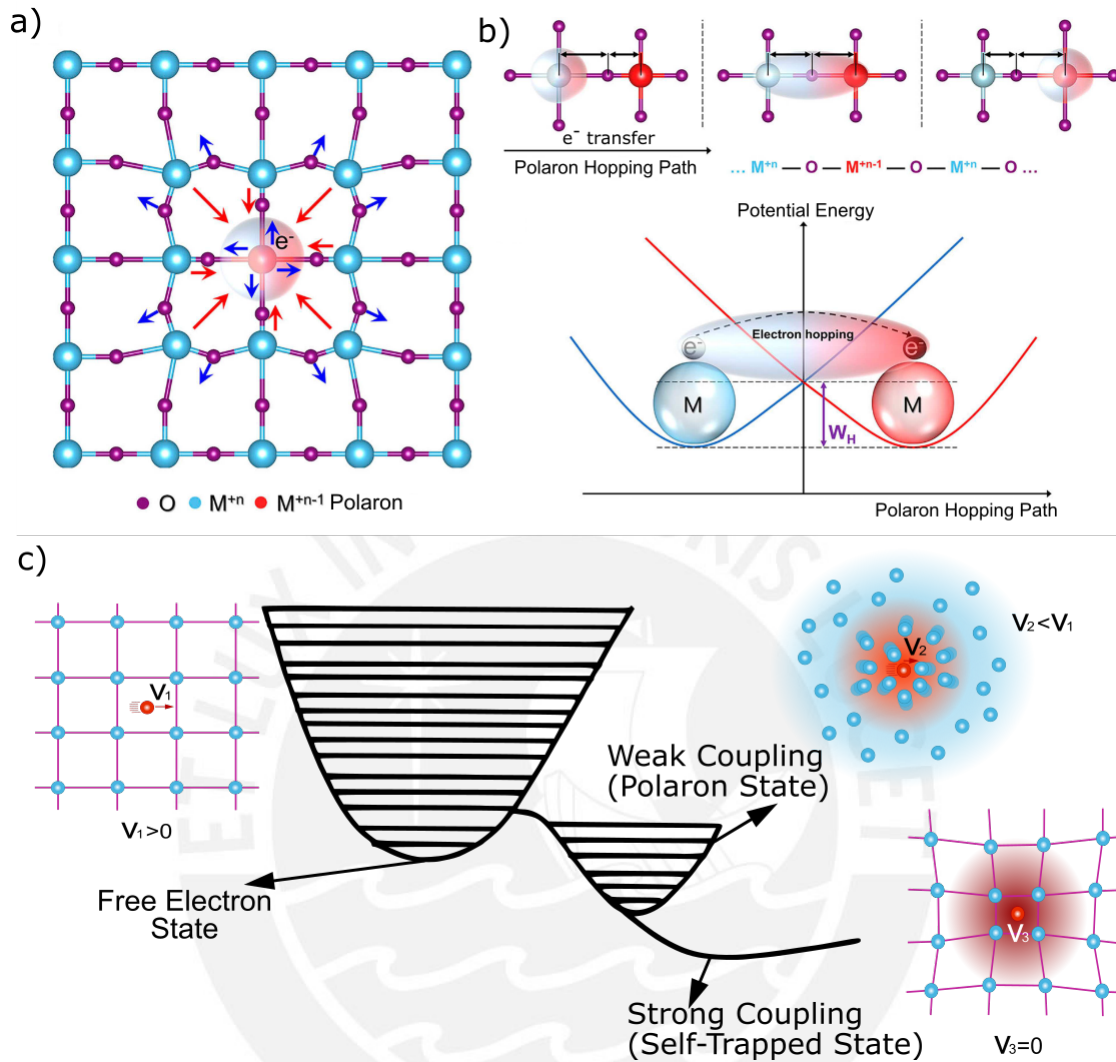 a)
e⁻
O M⁺ⁿ M⁺ⁿ⁻¹ Polaron
b)
e⁻ transfer
Polaron Hopping Path
... M⁺ⁿ — O — M⁺ⁿ⁻¹ — O — M⁺ⁿ — O ...
Potential Energy
Electron hopping
e⁻ e⁻
M M
W_H
Polaron Hopping Path
c)
V₁
V₁>0
V₂
V₂<V₁
Weak Coupling
(Polaron State)
Free Electron
State
V₃
Strong Coupling
(Self-Trapped State)
V₃=0